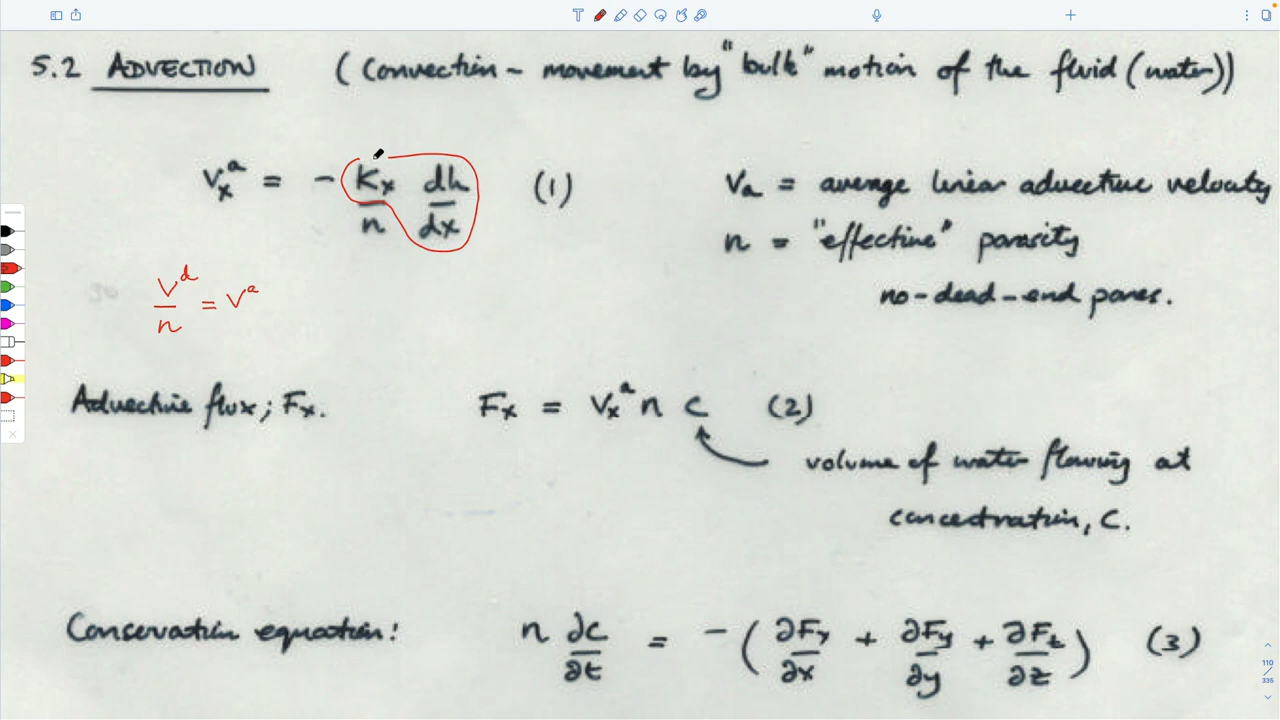 5.2 ADVECTION (Convection - movement by "bulk" motion of the fluid (water))
Vxᵃ = - Kx/n dh/dx (1)
Va = average linear advective velocity
n = "effective" porosity
no-dead-end pores.
Vᵈ/n = Vᵃ
Advective flux; Fx. Fx = Vxᵃ n C (2)
volume of water flowing at
concentration, C.
Conservation equation: n ∂C/∂t = - (∂Fx/∂x + ∂Fy/∂y + ∂Fz/∂z) (3)
110
/
335